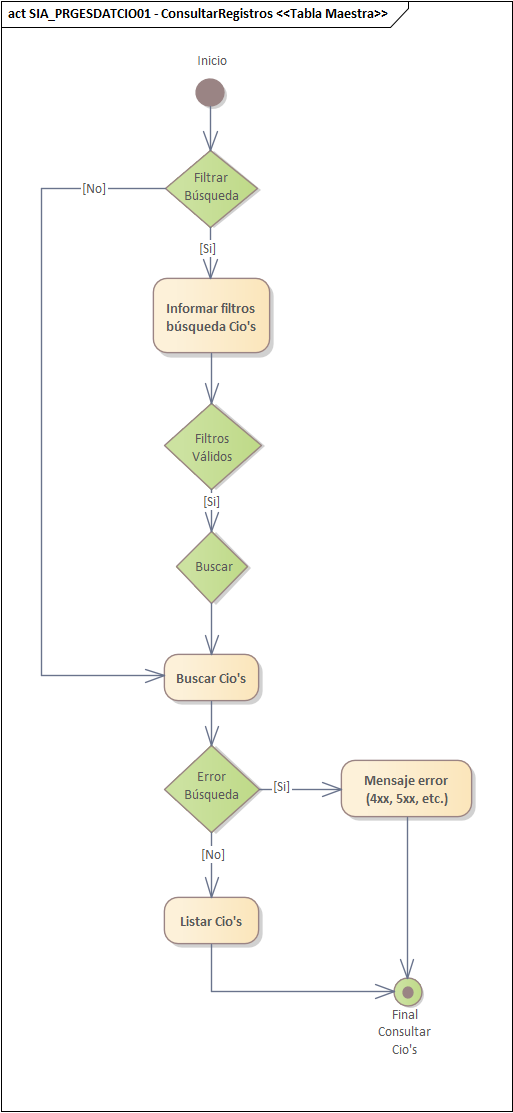 act SIA_PRGESDATCIO01 - ConsultarRegistros <<Tabla Maestra>>
Inicio
Filtrar
Búsqueda
[No]
[Si]
Informar filtros
búsqueda Cio's
Filtros
Válidos
[Si]
Buscar
Buscar Cio's
Error
Búsqueda
[Si]
Mensaje error
(4xx, 5xx, etc.)
[No]
Listar Cio's
Final
Consultar
Cio's